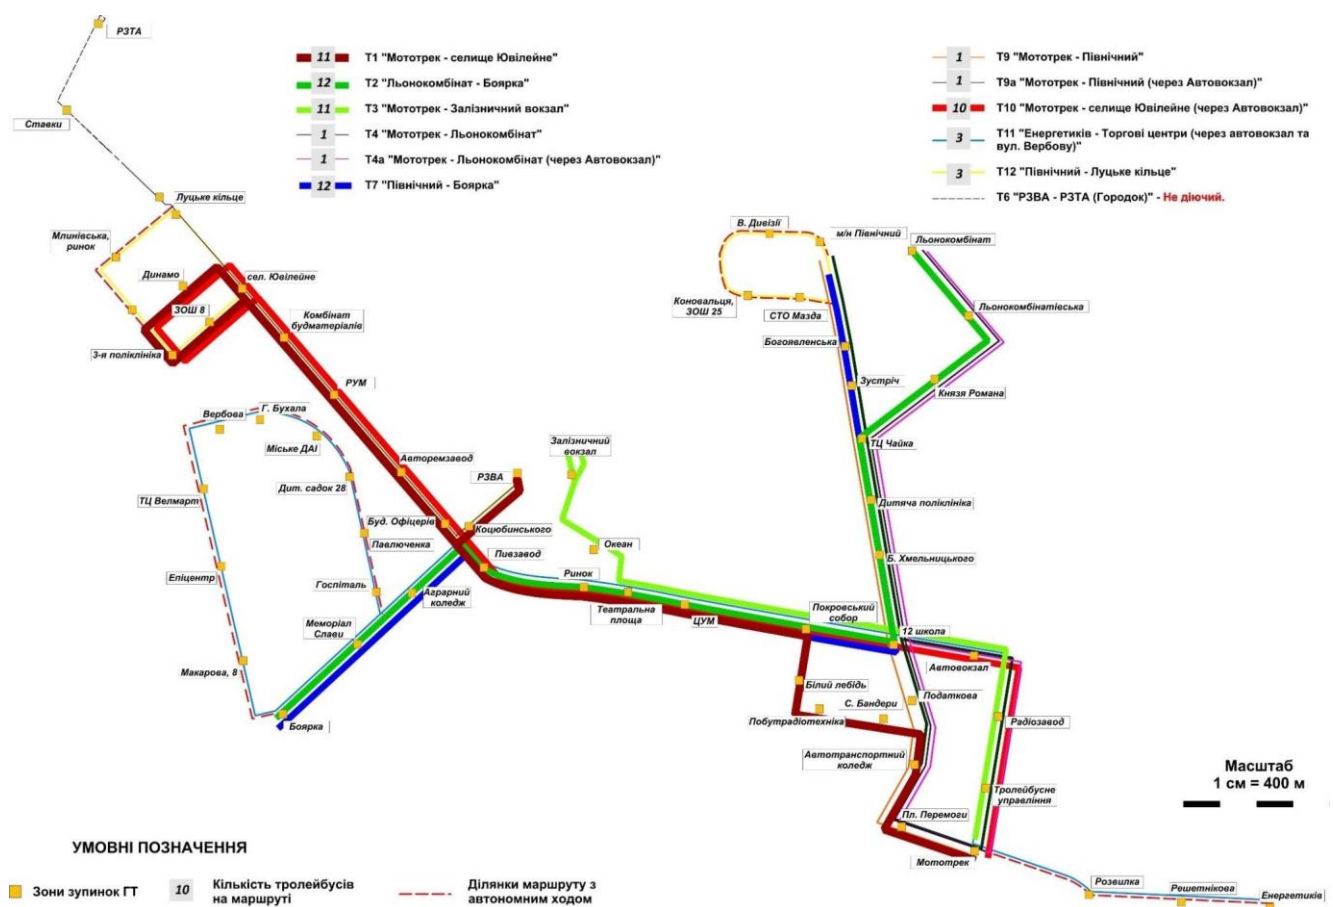 РЗТА
Ставки
11 Т1 "Мототрек - селище Ювілейне"
12 Т2 "Льонокомбінат - Боярка"
11 Т3 "Мототрек - Залізничний вокзал"
1 Т4 "Мототрек - Льонокомбінат"
1 Т4а "Мототрек - Льонокомбінат (через Автовокзал)"
12 Т7 "Північний - Боярка"
1 Т9 "Мототрек - Північний"
1 Т9а "Мототрек - Північний (через Автовокзал)"
10 Т10 "Мототрек - селище Ювілейне (через Автовокзал)"
3 Т11 "Енергетиків - Торгові центри (через автовокзал та
вул. Вербову)"
3 Т12 "Північний - Луцьке кільце"
Т6 "РЗВА - РЗТА (Городок)" - Не діючий.
Луцьке кільце
Млинівська,
ринок
Динамо
сел. Ювілейне
ЗОШ 8
3-я поліклініка
Комбінат
будматеріалів
РУМ
В. Дивізії
м/н Північний
Льонокомбінат
Коновальця,
ЗОШ 25
СТО Мазда
Льонокомбінатівська
Богоявленська
Зустріч
Князя Романа
ТЦ Чайка
Вербова
Г. Бухала
Міське ДАІ
Залізничний
вокзал
Авторемзавод
РЗВА
ТЦ Велмарт
Дит. садок 28
Дитяча поліклініка
Буд. Офіцерів
Коцюбинського
Павлюченка
Океан
Пивзавод
Б. Хмельницького
Епіцентр
Госпіталь
Аграрний
коледж
Ринок
Театральна
площа
ЦУМ
Покровський
собор
12 школа
Меморіал
Слави
Автовокзал
Макарова, 8
Білий лебідь
Податкова
С. Бандери
Побутрадіотехніка
Радіозавод
Боярка
Автотранспортний
коледж
Масштаб
1 см = 400 м
Тролейбусне
управління
Пл. Перемоги
Мототрек
Розвилка
Решетнікова
Енергетиків
УМОВНІ ПОЗНАЧЕННЯ
Зони зупинок ГТ
10 Кількість тролейбусів
на маршруті
Ділянки маршруту з
автономним ходом